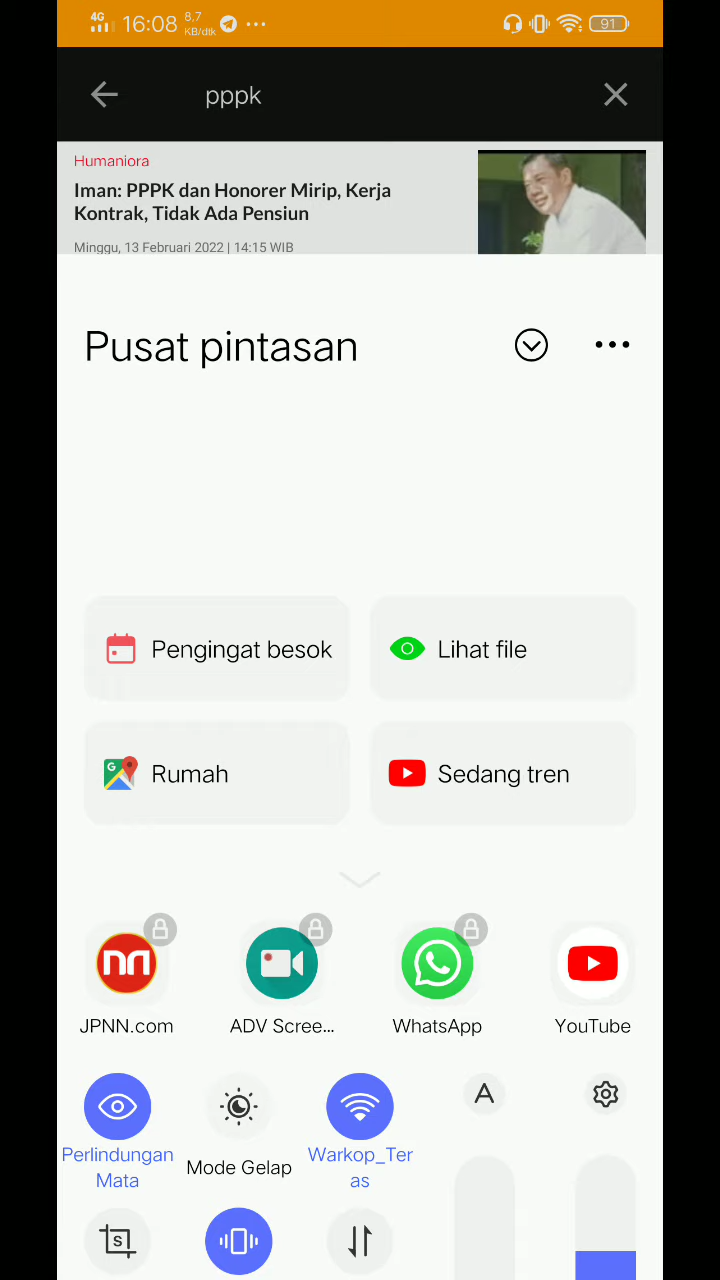 4G 16:08 8,7 KB/dtk ... 91
pppk
Humaniora
Iman: PPPK dan Honorer Mirip, Kerja
Kontrak, Tidak Ada Pensiun
Minggu, 13 Februari 2022 | 14:15 WIB
Pusat pintasan
Pengingat besok
Lihat file
G Rumah
Sedang tren
JPNN.com
ADV Scree...
WhatsApp
YouTube
A
Perlindungan
Mata
Mode Gelap
Warkop_Ter
as
S